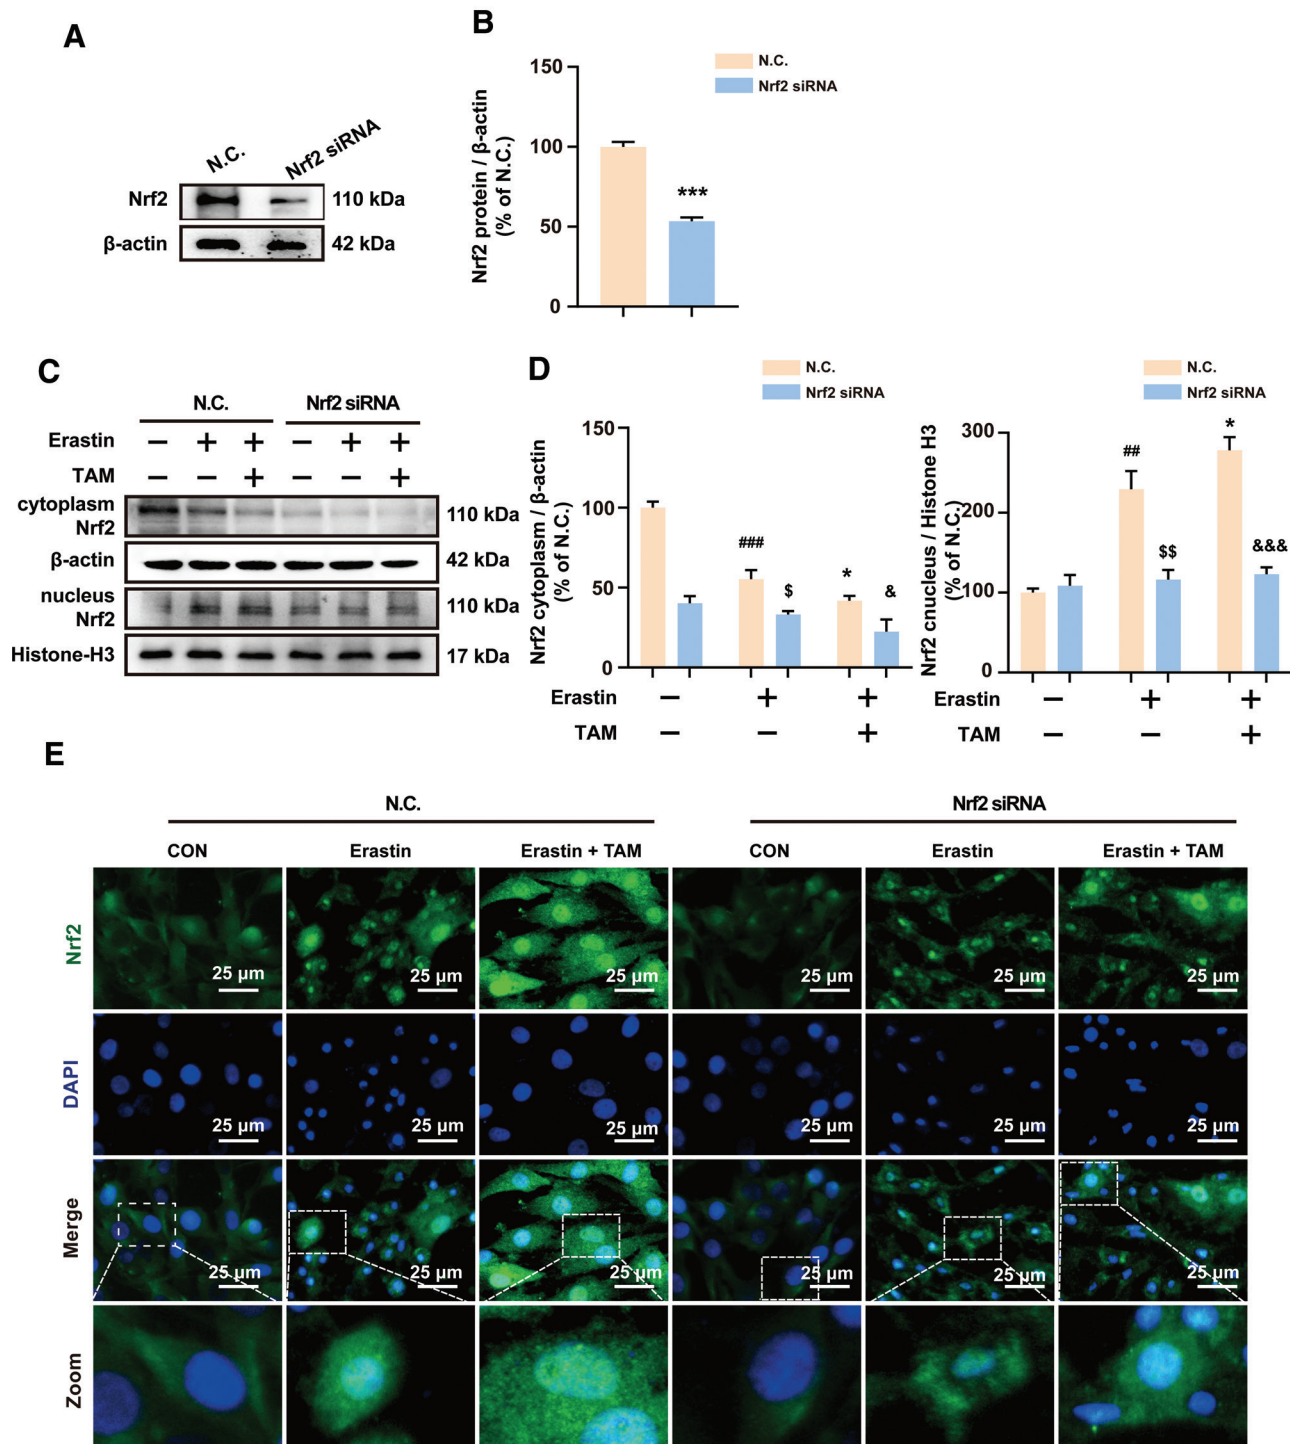 A
N.C.
Nrf2 siRNA
Nrf2
110 kDa
β-actin
42 kDa
B
N.C.
Nrf2 siRNA
Nrf2 protein / β-actin
(% of N.C.)
150
100
50
0
***
C
N.C.
Nrf2 siRNA
Erastin − + + − + +
TAM − − + − − +
cytoplasm
Nrf2
110 kDa
β-actin
42 kDa
nucleus
Nrf2
110 kDa
Histone-H3
17 kDa
D
N.C.
Nrf2 siRNA
Nrf2 cytoplasm / β-actin
(% of N.C.)
150
100
50
0
###
$
*
&
Erastin − + +
TAM − − +
N.C.
Nrf2 siRNA
Nrf2 cnucleus / Histone H3
(% of N.C.)
300
200
100
0
##
$$
*
&&&
Erastin − + +
TAM − − +
E
N.C.
Nrf2 siRNA
CON Erastin Erastin + TAM CON Erastin Erastin + TAM
Nrf2
25 µm 25 µm 25 µm 25 µm 25 µm 25 µm
DAPI
25 µm 25 µm 25 µm 25 µm 25 µm 25 µm
Merge
25 µm 25 µm 25 µm 25 µm 25 µm 25 µm
Zoom